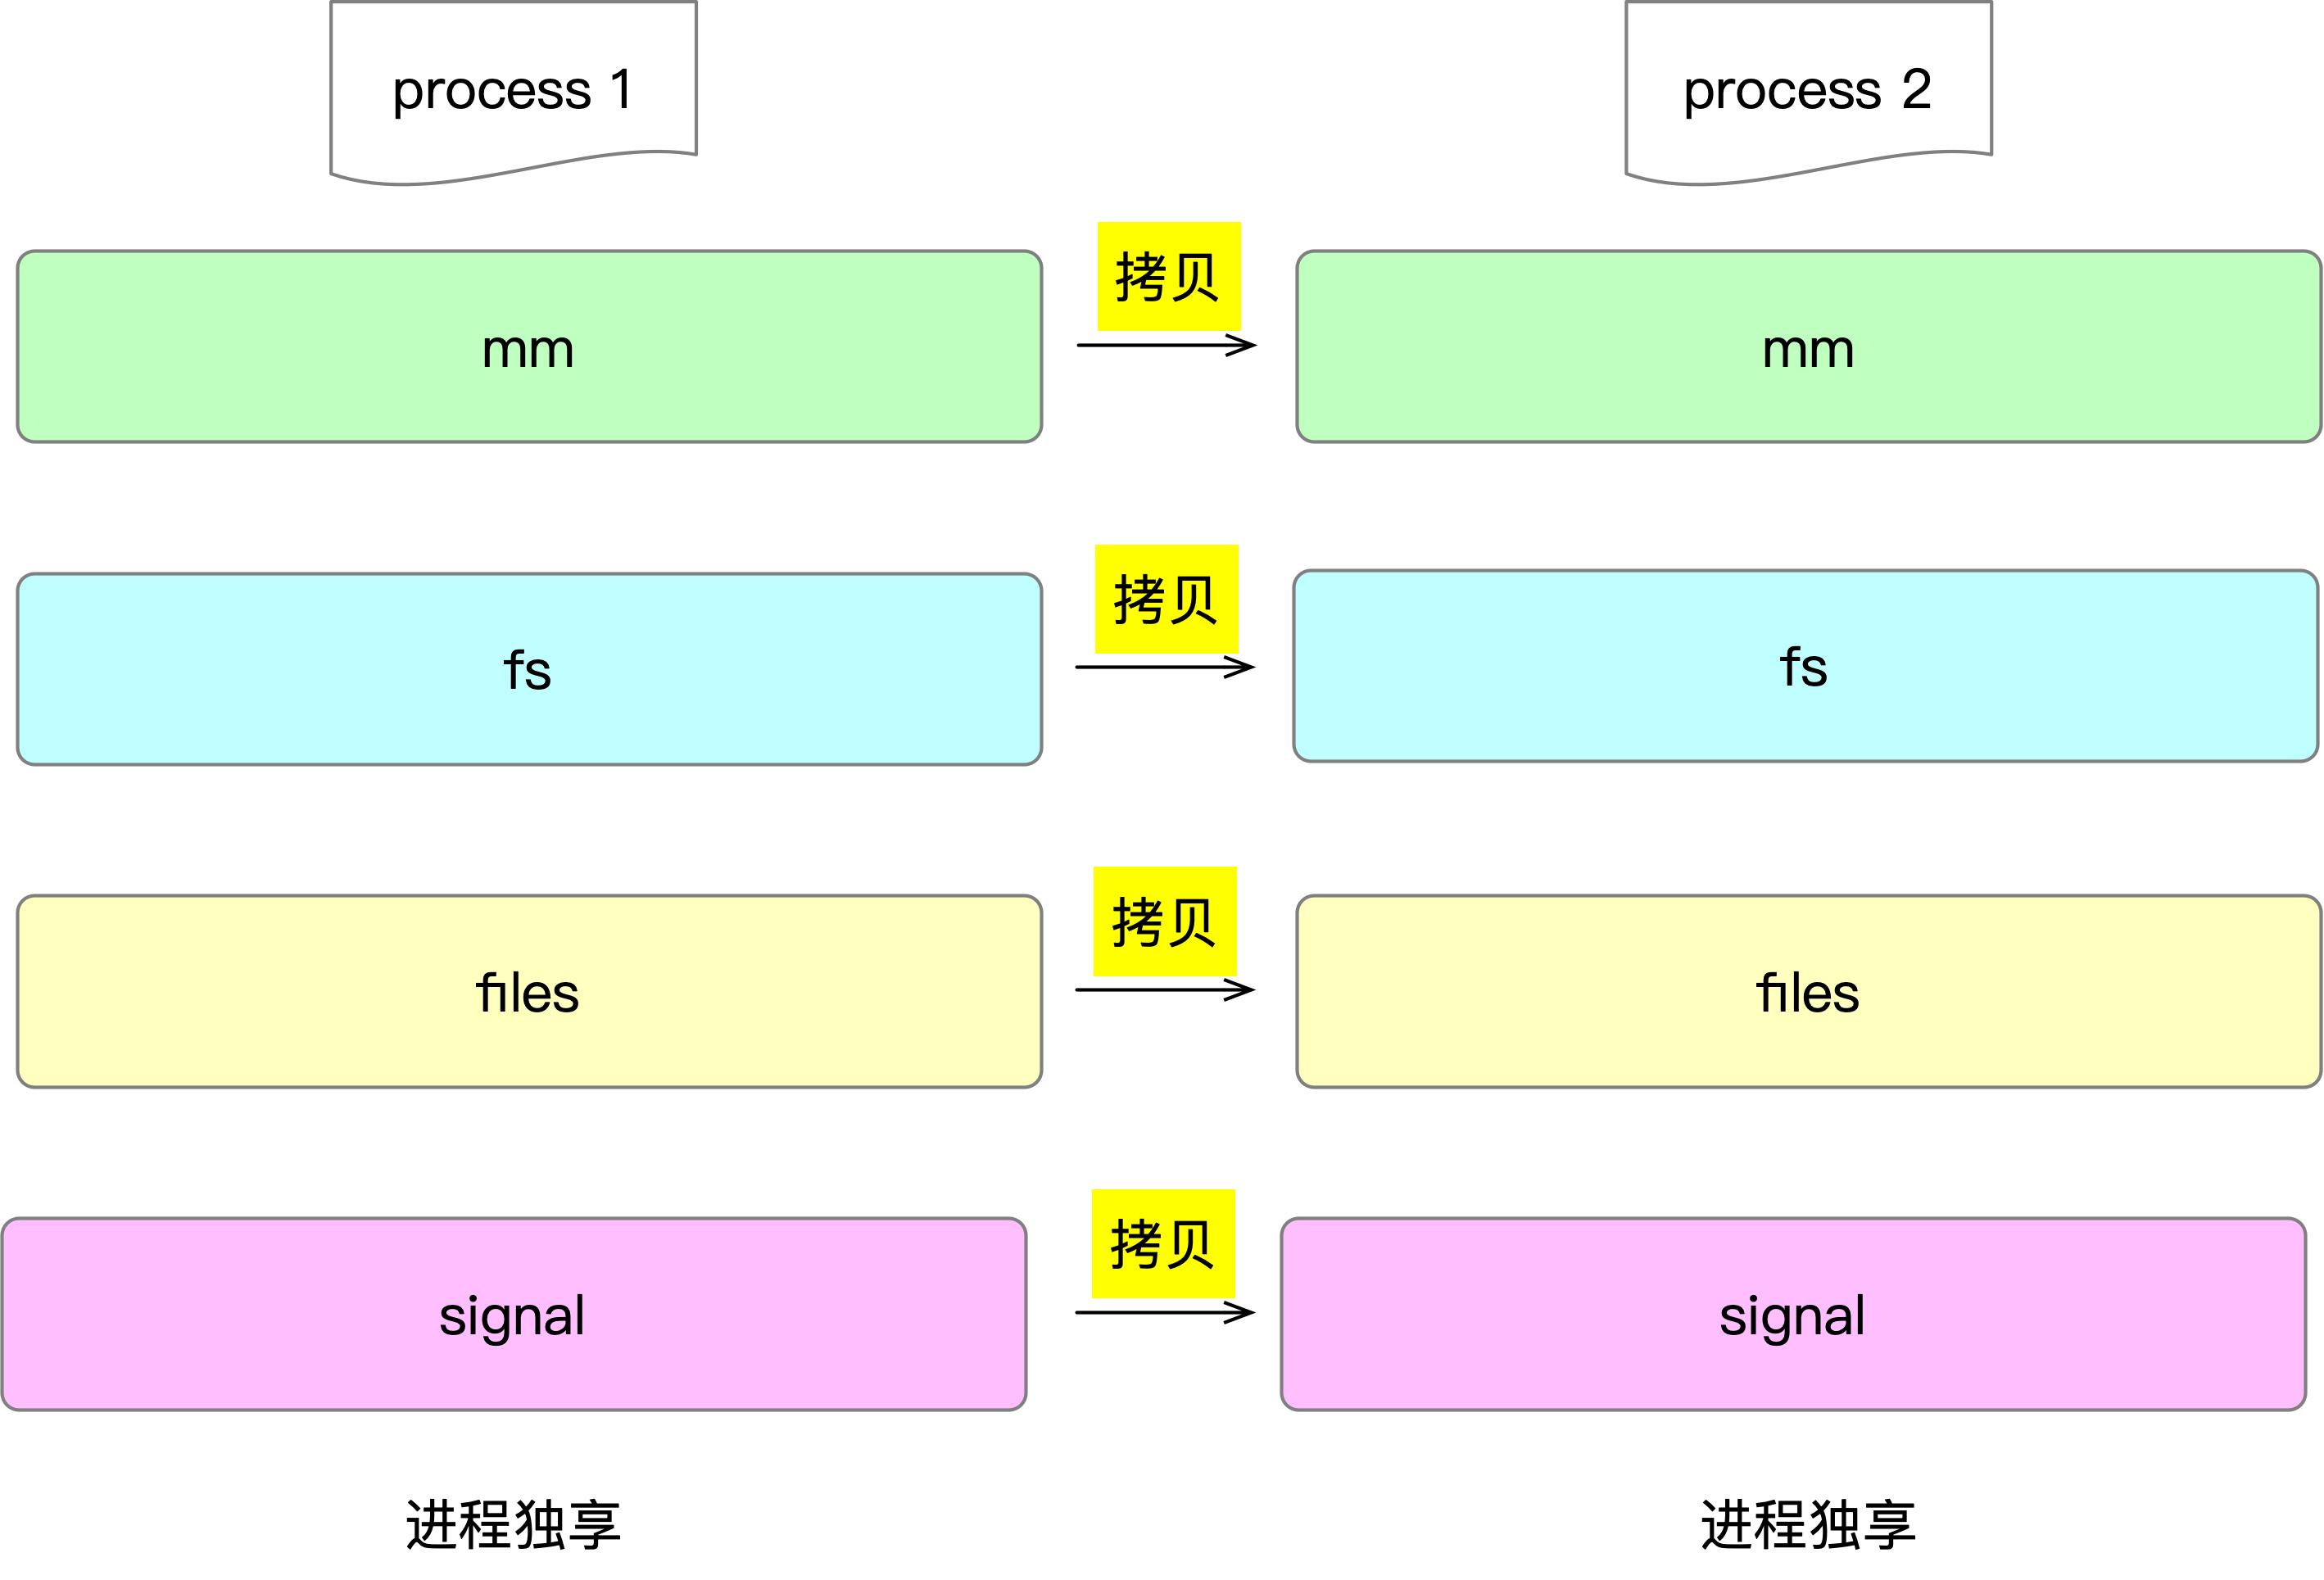 process 1
process 2
拷贝
mm
mm
拷贝
fs
fs
拷贝
files
files
拷贝
signal
signal
进程独享
进程独享